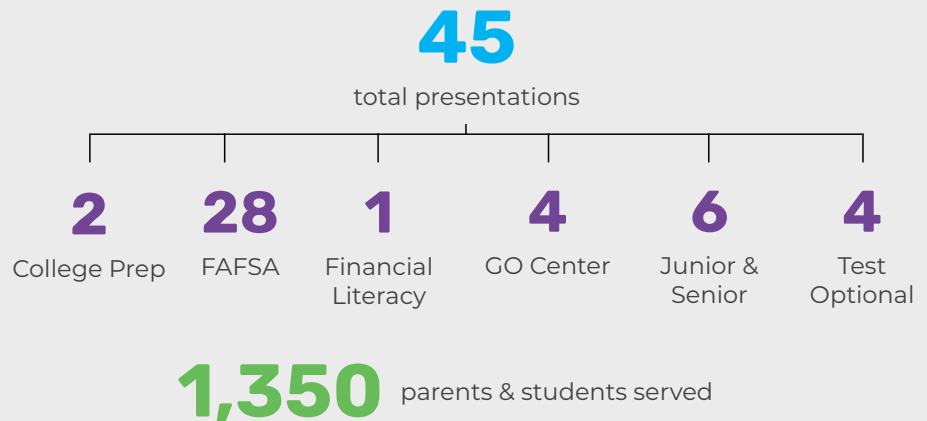 45
total presentations
2
College Prep
28
FAFSA
1
Financial
Literacy
4
GO Center
6
Junior &
Senior
4
Test
Optional
1,350 parents & students served